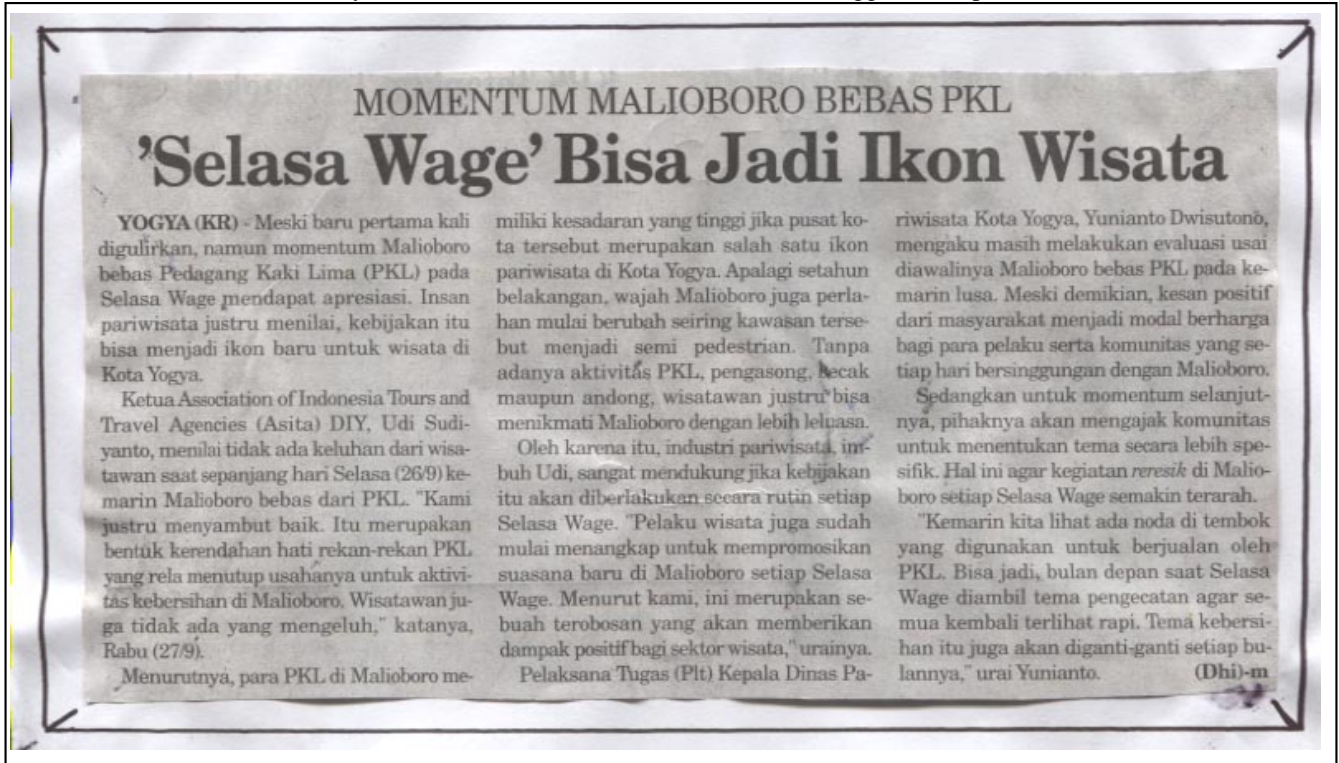 MOMENTUM MALIOBORO BEBAS PKL
'Selasa Wage' Bisa Jadi Ikon Wisata
YOGYA (KR) - Meski baru pertama kali
digulirkan, namun momentum Malioboro
bebas Pedagang Kaki Lima (PKL) pada
Selasa Wage mendapat apresiasi. Insan
pariwisata justru menilai, kebijakan itu
bisa menjadi ikon baru untuk wisata di
Kota Yogya.
Ketua Association of Indonesia Tours and
Travel Agencies (Asita) DIY, Udi Sudi-
yanto, menilai tidak ada keluhan dari wisa-
tawan saat sepanjang hari Selasa (26/9) ke-
marin Malioboro bebas dari PKL. "Kami
justru menyambut baik. Itu merupakan
bentuk kerendahan hati rekan-rekan PKL
yang rela menutup usahanya untuk aktivi-
tas kebersihan di Malioboro. Wisatawan ju-
ga tidak ada yang mengeluh," katanya,
Rabu (27/9).
Menurutnya, para PKL di Malioboro me-
miliki kesadaran yang tinggi jika pusat ko-
ta tersebut merupakan salah satu ikon
pariwisata di Kota Yogya. Apalagi setahun
belakangan, wajah Malioboro juga perla-
han mulai berubah seiring kawasan terse-
but menjadi semi pedestrian. Tanpa
adanya aktivitas PKL, pengasong, becak
maupun andong, wisatawan justru bisa
menikmati Malioboro dengan lebih leluasa.
Oleh karena itu, industri pariwisata, im-
buh Udi, sangat mendukung jika kebijakan
itu akan diberlakukan secara rutin setiap
Selasa Wage. "Pelaku wisata juga sudah
mulai menangkap untuk mempromosikan
suasana baru di Malioboro setiap Selasa
Wage. Menurut kami, ini merupakan se-
buah terobosan yang akan memberikan
dampak positif bagi sektor wisata," urainya.
Pelaksana Tugas (Plt) Kepala Dinas Pa-
riwisata Kota Yogya, Yunianto Dwisutono,
mengaku masih melakukan evaluasi usai
diawalinya Malioboro bebas PKL pada ke-
marin lusa. Meski demikian, kesan positif
dari masyarakat menjadi modal berharga
bagi para pelaku serta komunitas yang se-
tiap hari bersinggungan dengan Malioboro.
Sedangkan untuk momentum selanjut-
nya, pihaknya akan mengajak komunitas
untuk menentukan tema secara lebih spe-
sifik. Hal ini agar kegiatan reresik di Malio-
boro setiap Selasa Wage semakin terarah.
"Kemarin kita lihat ada noda di tembok
yang digunakan untuk berjualan oleh
PKL. Bisa jadi, bulan depan saat Selasa
Wage diambil tema pengecatan agar se-
mua kembali terlihat rapi. Tema kebersi-
han itu juga akan diganti-ganti setiap bu-
lannya," urai Yunianto. (Dhi)-m